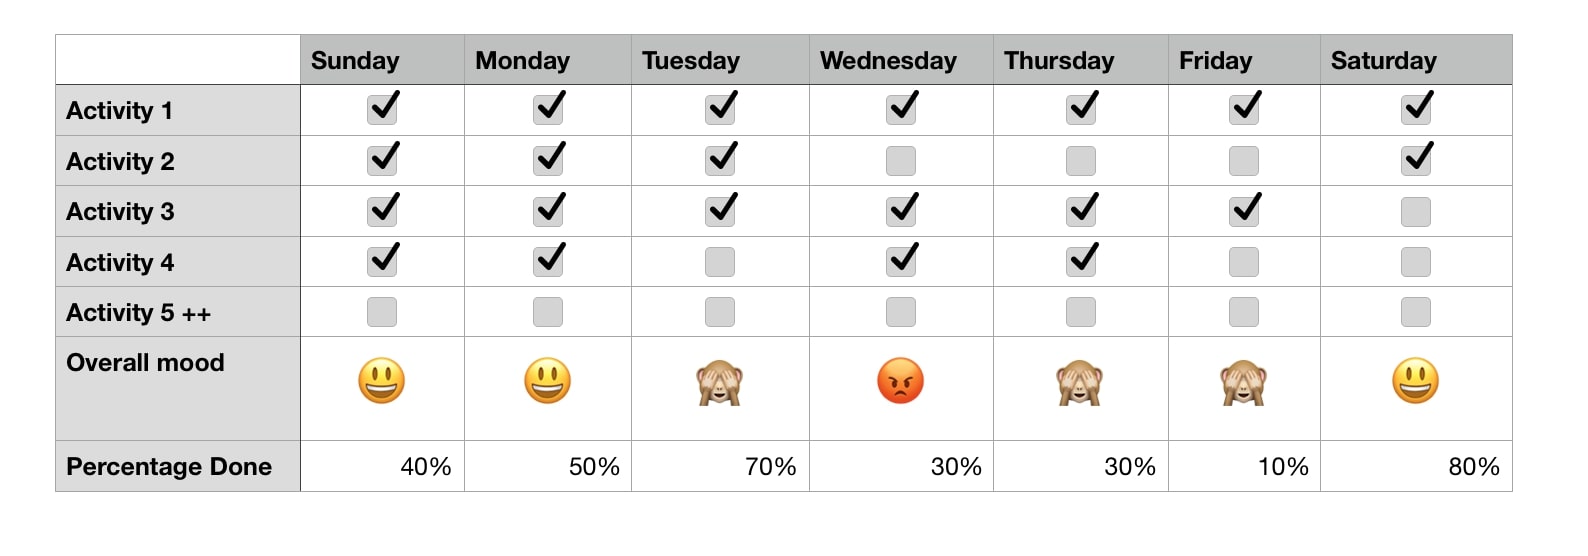 Sunday Monday Tuesday Wednesday Thursday Friday Saturday
Activity 1
Activity 2
Activity 3
Activity 4
Activity 5 ++
Overall mood
Percentage Done 40% 50% 70% 30% 30% 10% 80%